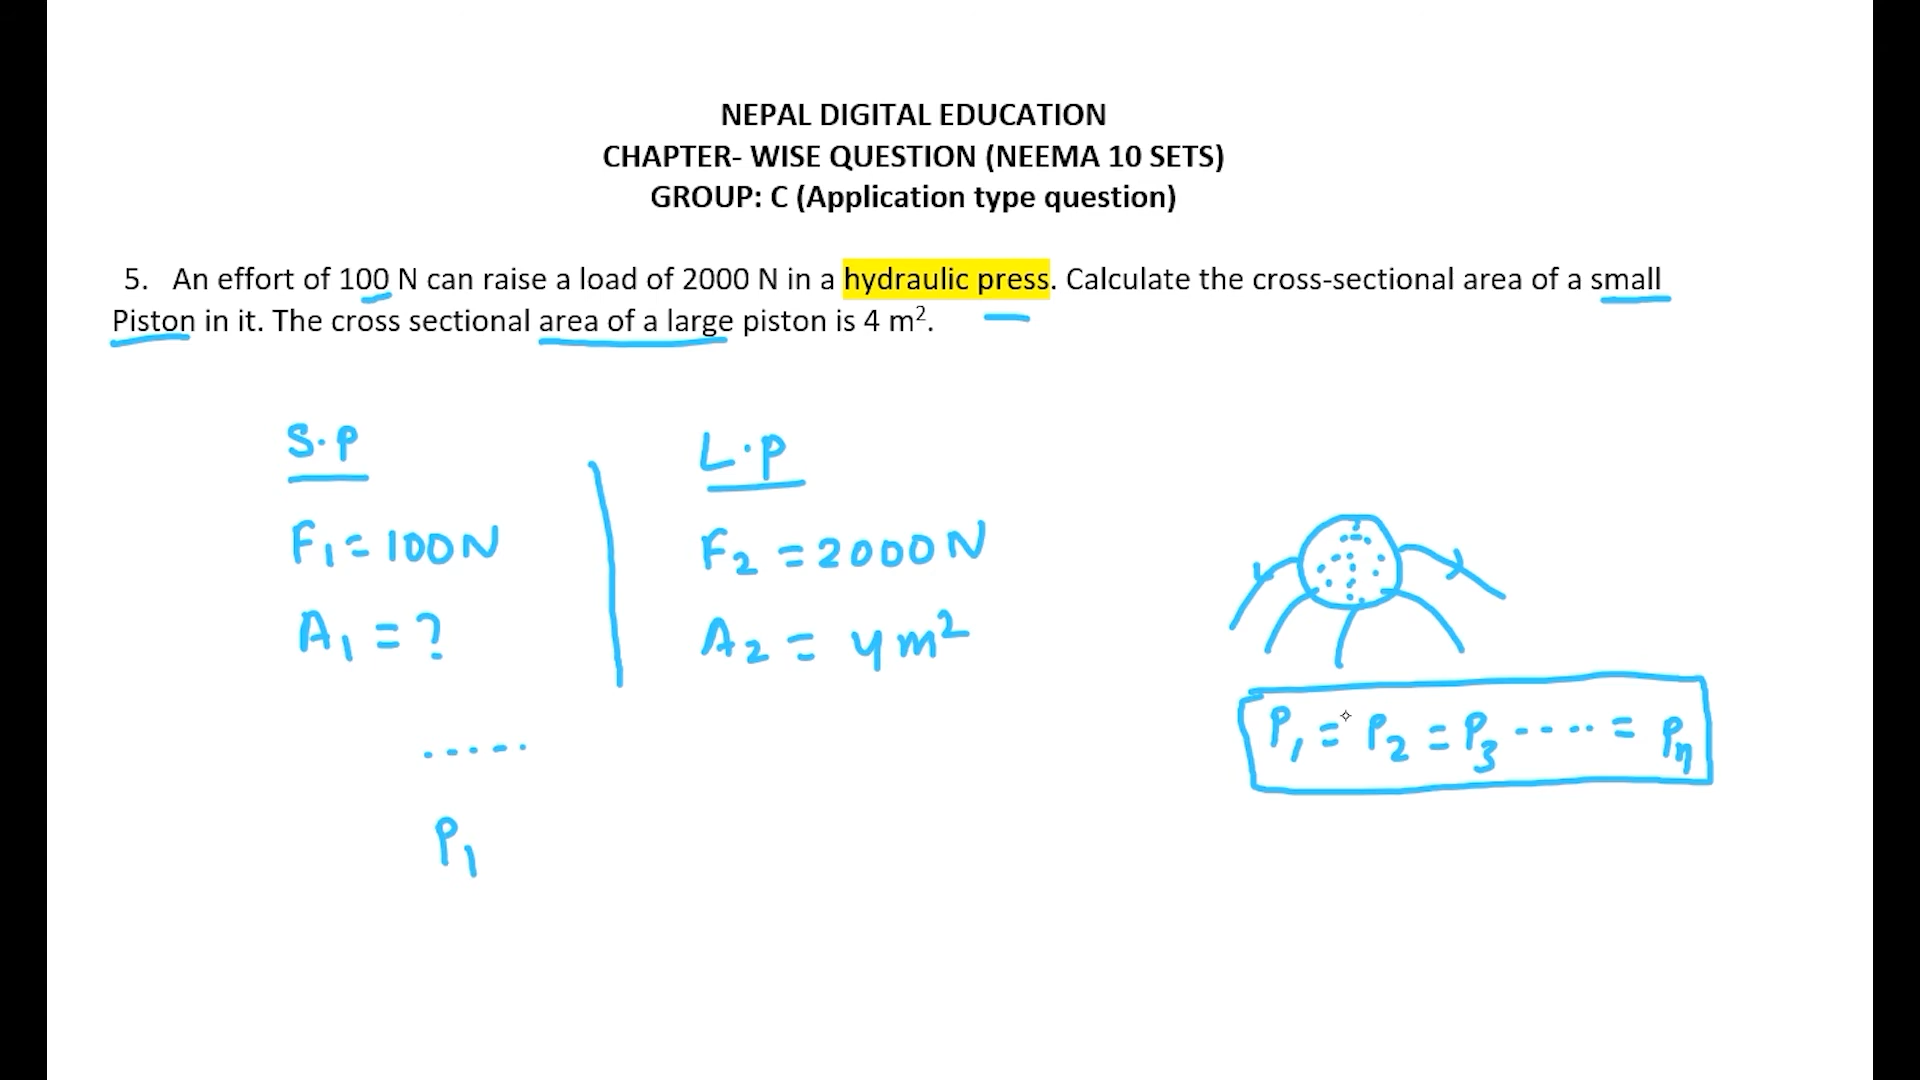 NEPAL DIGITAL EDUCATION
CHAPTER- WISE QUESTION (NEEMA 10 SETS)
GROUP: C (Application type question)
5. An effort of 100 N can raise a load of 2000 N in a hydraulic press. Calculate the cross-sectional area of a small
Piston in it. The cross sectional area of a large piston is 4 m².
S.P
F₁ = 100N
A₁ = ?
.....
P₁
L.P
F₂ = 2000N
A₂ = 4m²
P₁ = P₂ = P₃ ----- = Pₙ